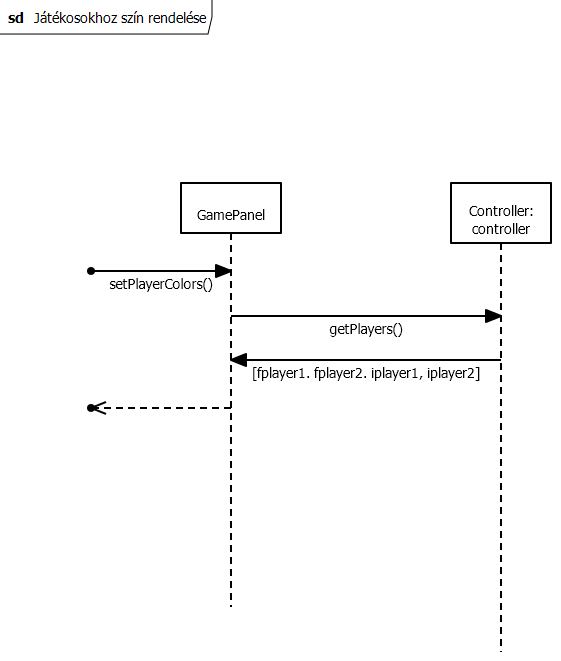 sd Játékosokhoz szín rendelése
GamePanel
Controller:
controller
setPlayerColors()
getPlayers()
[fplayer1. fplayer2. iplayer1, iplayer2]